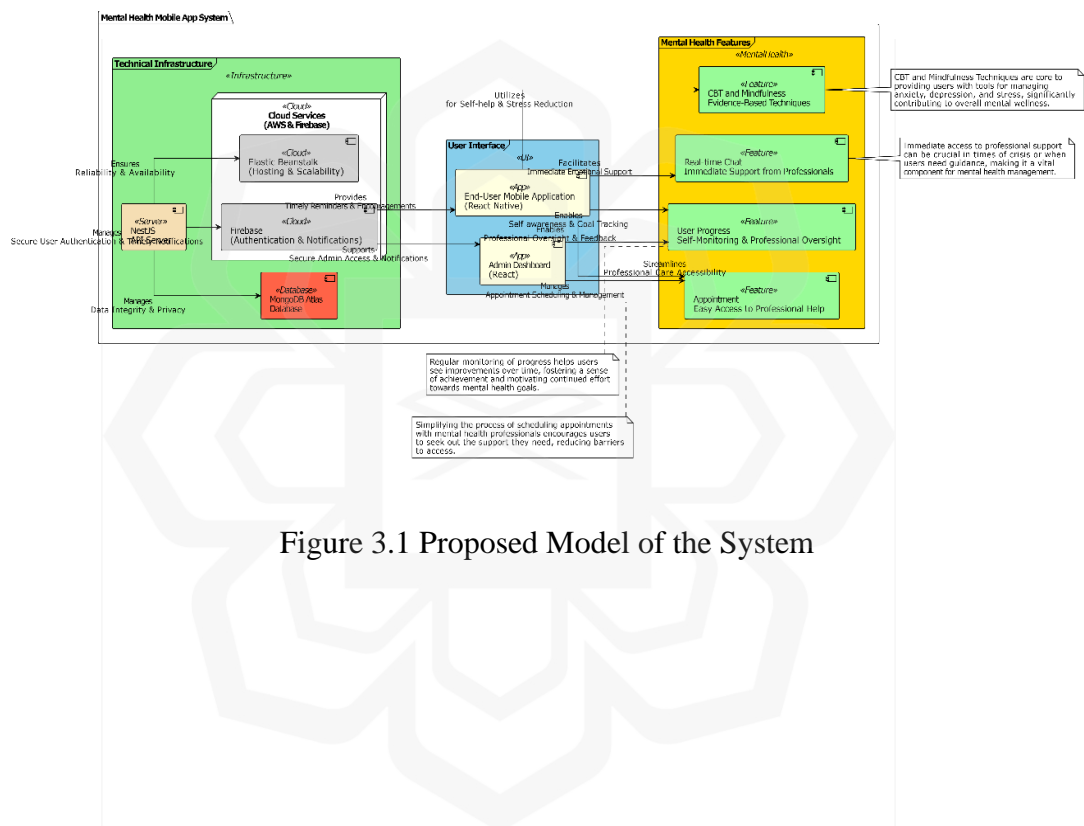 Mental Health Mobile App System
Technical Infrastructure
«Infrastructure»
«Cloud»
Cloud Services
(AWS & Firebase)
«Cloud»
Elastic Beanstalk
(Hosting & Scalability)
Ensures
Reliability & Availability
«Server»
NestJS
API Server
Manages
Secure User Authentication & Timely Notifications
«Cloud»
Firebase
(Authentication & Notifications)
«Database»
MongoDB Atlas
Database
Manages
Data Integrity & Privacy
Provides
Timely Reminders & Encouragements
Supports
Secure Admin Access & Notifications
Utilizes
for Self-help & Stress Reduction
User Interface
«UI»
«App»
End-User Mobile Application
(React Native)
«App»
Admin Dashboard
(React)
Facilitates
Immediate Emotional Support
Enables
Self awareness & Goal Tracking
Enables
Professional Oversight & Feedback
Streamlines
Professional Care Accessibility
Manages
Appointment Scheduling & Management
Mental Health Features
«MentalHealth»
«Feature»
CBT and Mindfulness
Evidence-Based Techniques
«Feature»
Real-time Chat
Immediate Support from Professionals
«Feature»
User Progress
Self-Monitoring & Professional Oversight
«Feature»
Appointment
Easy Access to Professional Help
CBT and Mindfulness Techniques are core to
providing users with tools for managing
anxiety, depression, and stress, significantly
contributing to overall mental wellness.
Immediate access to professional support
can be crucial in times of crisis or when
users need guidance, making it a vital
component for mental health management.
Regular monitoring of progress helps users
see improvements over time, fostering a sense
of achievement and motivating continued effort
towards mental health goals.
Simplifying the process of scheduling appointments
with mental health professionals encourages users
to seek out the support they need, reducing barriers
to access.
Figure 3.1 Proposed Model of the System